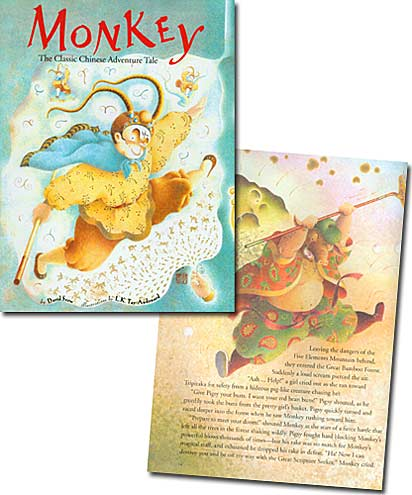 MONKEY
The Classic Chinese Adventure Tale
by David Kerr illustration by L.K. Tay-Audouard
Leaving the dangers of the
Five Elements Mountain behind,
they entered the Great Bamboo Forest.
Suddenly a loud scream pierced the air.
"Aah ... Help!" a girl cried out as she ran toward
Tripitaka for safety from a hideous pig-like creature chasing her.
"Give Pigsy your buns. I want your red bean buns!" Pigsy shouted, as he
greedily took the buns from the pretty girl's basket. Pigsy quickly turned and
raced deeper into the forest when he saw Monkey rushing toward him.
"Prepare to meet your doom!" shouted Monkey at the start of a fierce battle that
left all the trees in the forest shaking wildly. Pigsy fought hard blocking Monkey's
powerful blows thousands of times—but his rake was no match for Monkey's
magical staff, and exhausted he dropped his rake in defeat. "Ha! Now I can
destroy you and be off my way with the Great Scripture Seeker," Monkey cried.